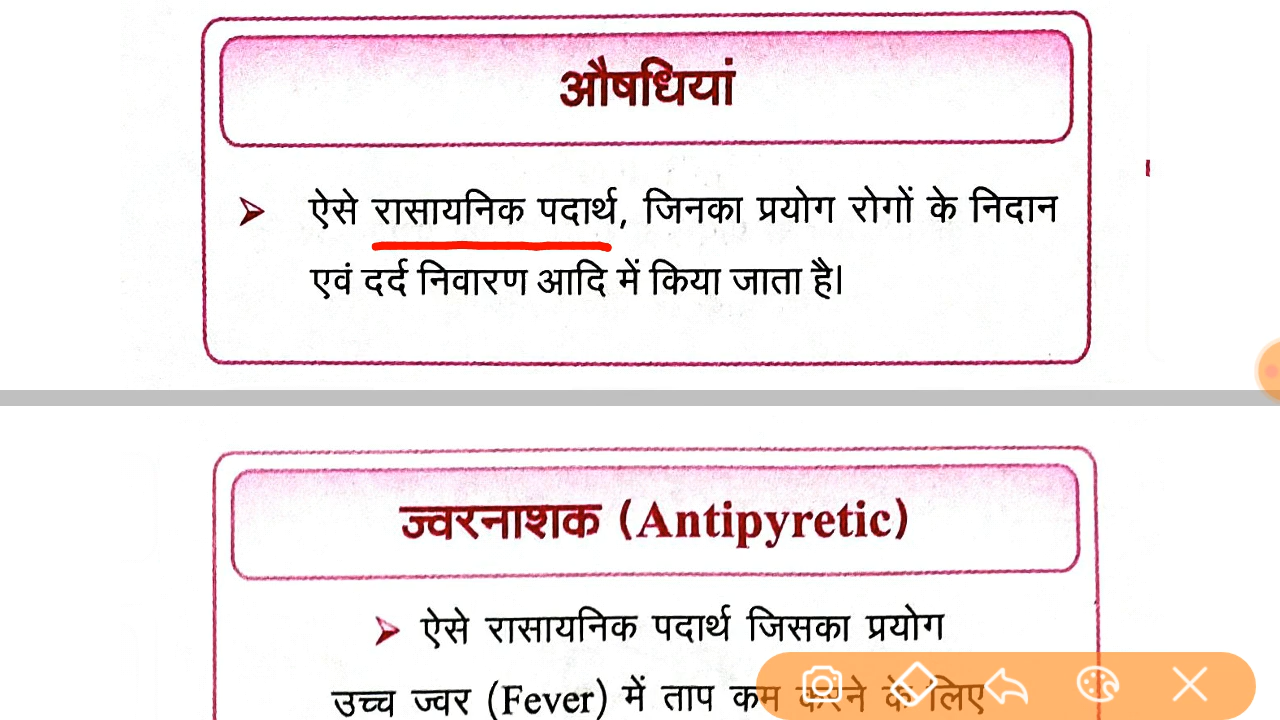 औषधियां
➢ ऐसे रासायनिक पदार्थ, जिनका प्रयोग रोगों के निदान
एवं दर्द निवारण आदि में किया जाता है।
ज्वरनाशक (Antipyretic)
➢ ऐसे रासायनिक पदार्थ जिसका प्रयोग
उच्च ज्वर (Fever) में ताप कम करने के लिए